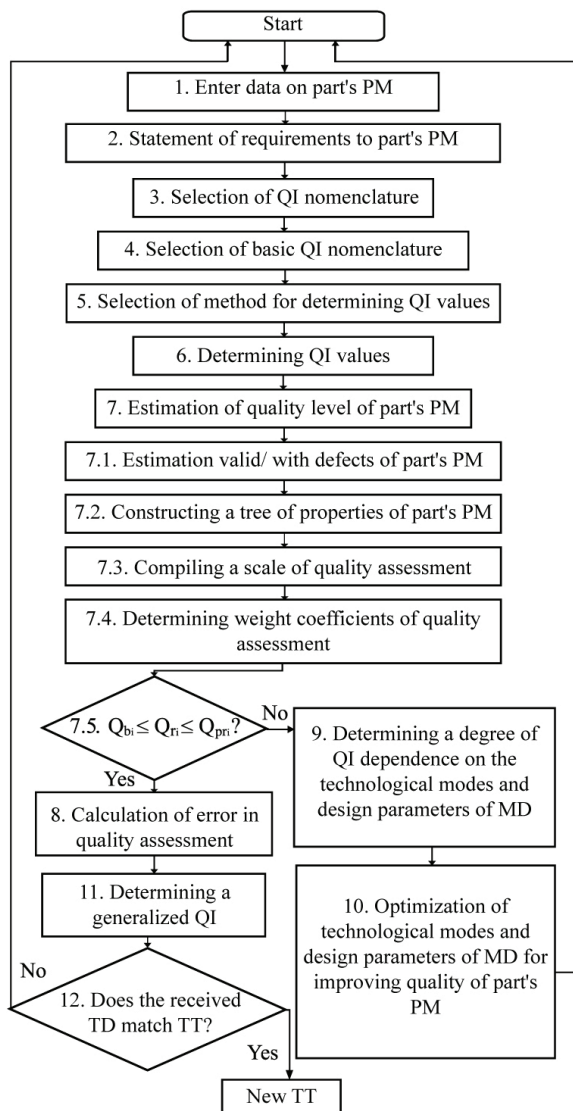 Start
1. Enter data on part's PM
2. Statement of requirements to part's PM
3. Selection of QI nomenclature
4. Selection of basic QI nomenclature
5. Selection of method for determining QI values
6. Determining QI values
7. Estimation of quality level of part's PM
7.1. Estimation valid/ with defects of part's PM
7.2. Constructing a tree of properties of part's PM
7.3. Compiling a scale of quality assessment
7.4. Determining weight coefficients of quality
assessment
7.5. Qbi ≤ Qri ≤ Qpri?
No
Yes
9. Determining a degree of
QI dependence on the
technological modes and
design parameters of MD
8. Calculation of error in
quality assessment
11. Determining a
generalized QI
10. Optimization of
technological modes and
design parameters of MD for
improving quality of part's
PM
No
12. Does the received
TD match TT?
Yes
New TT